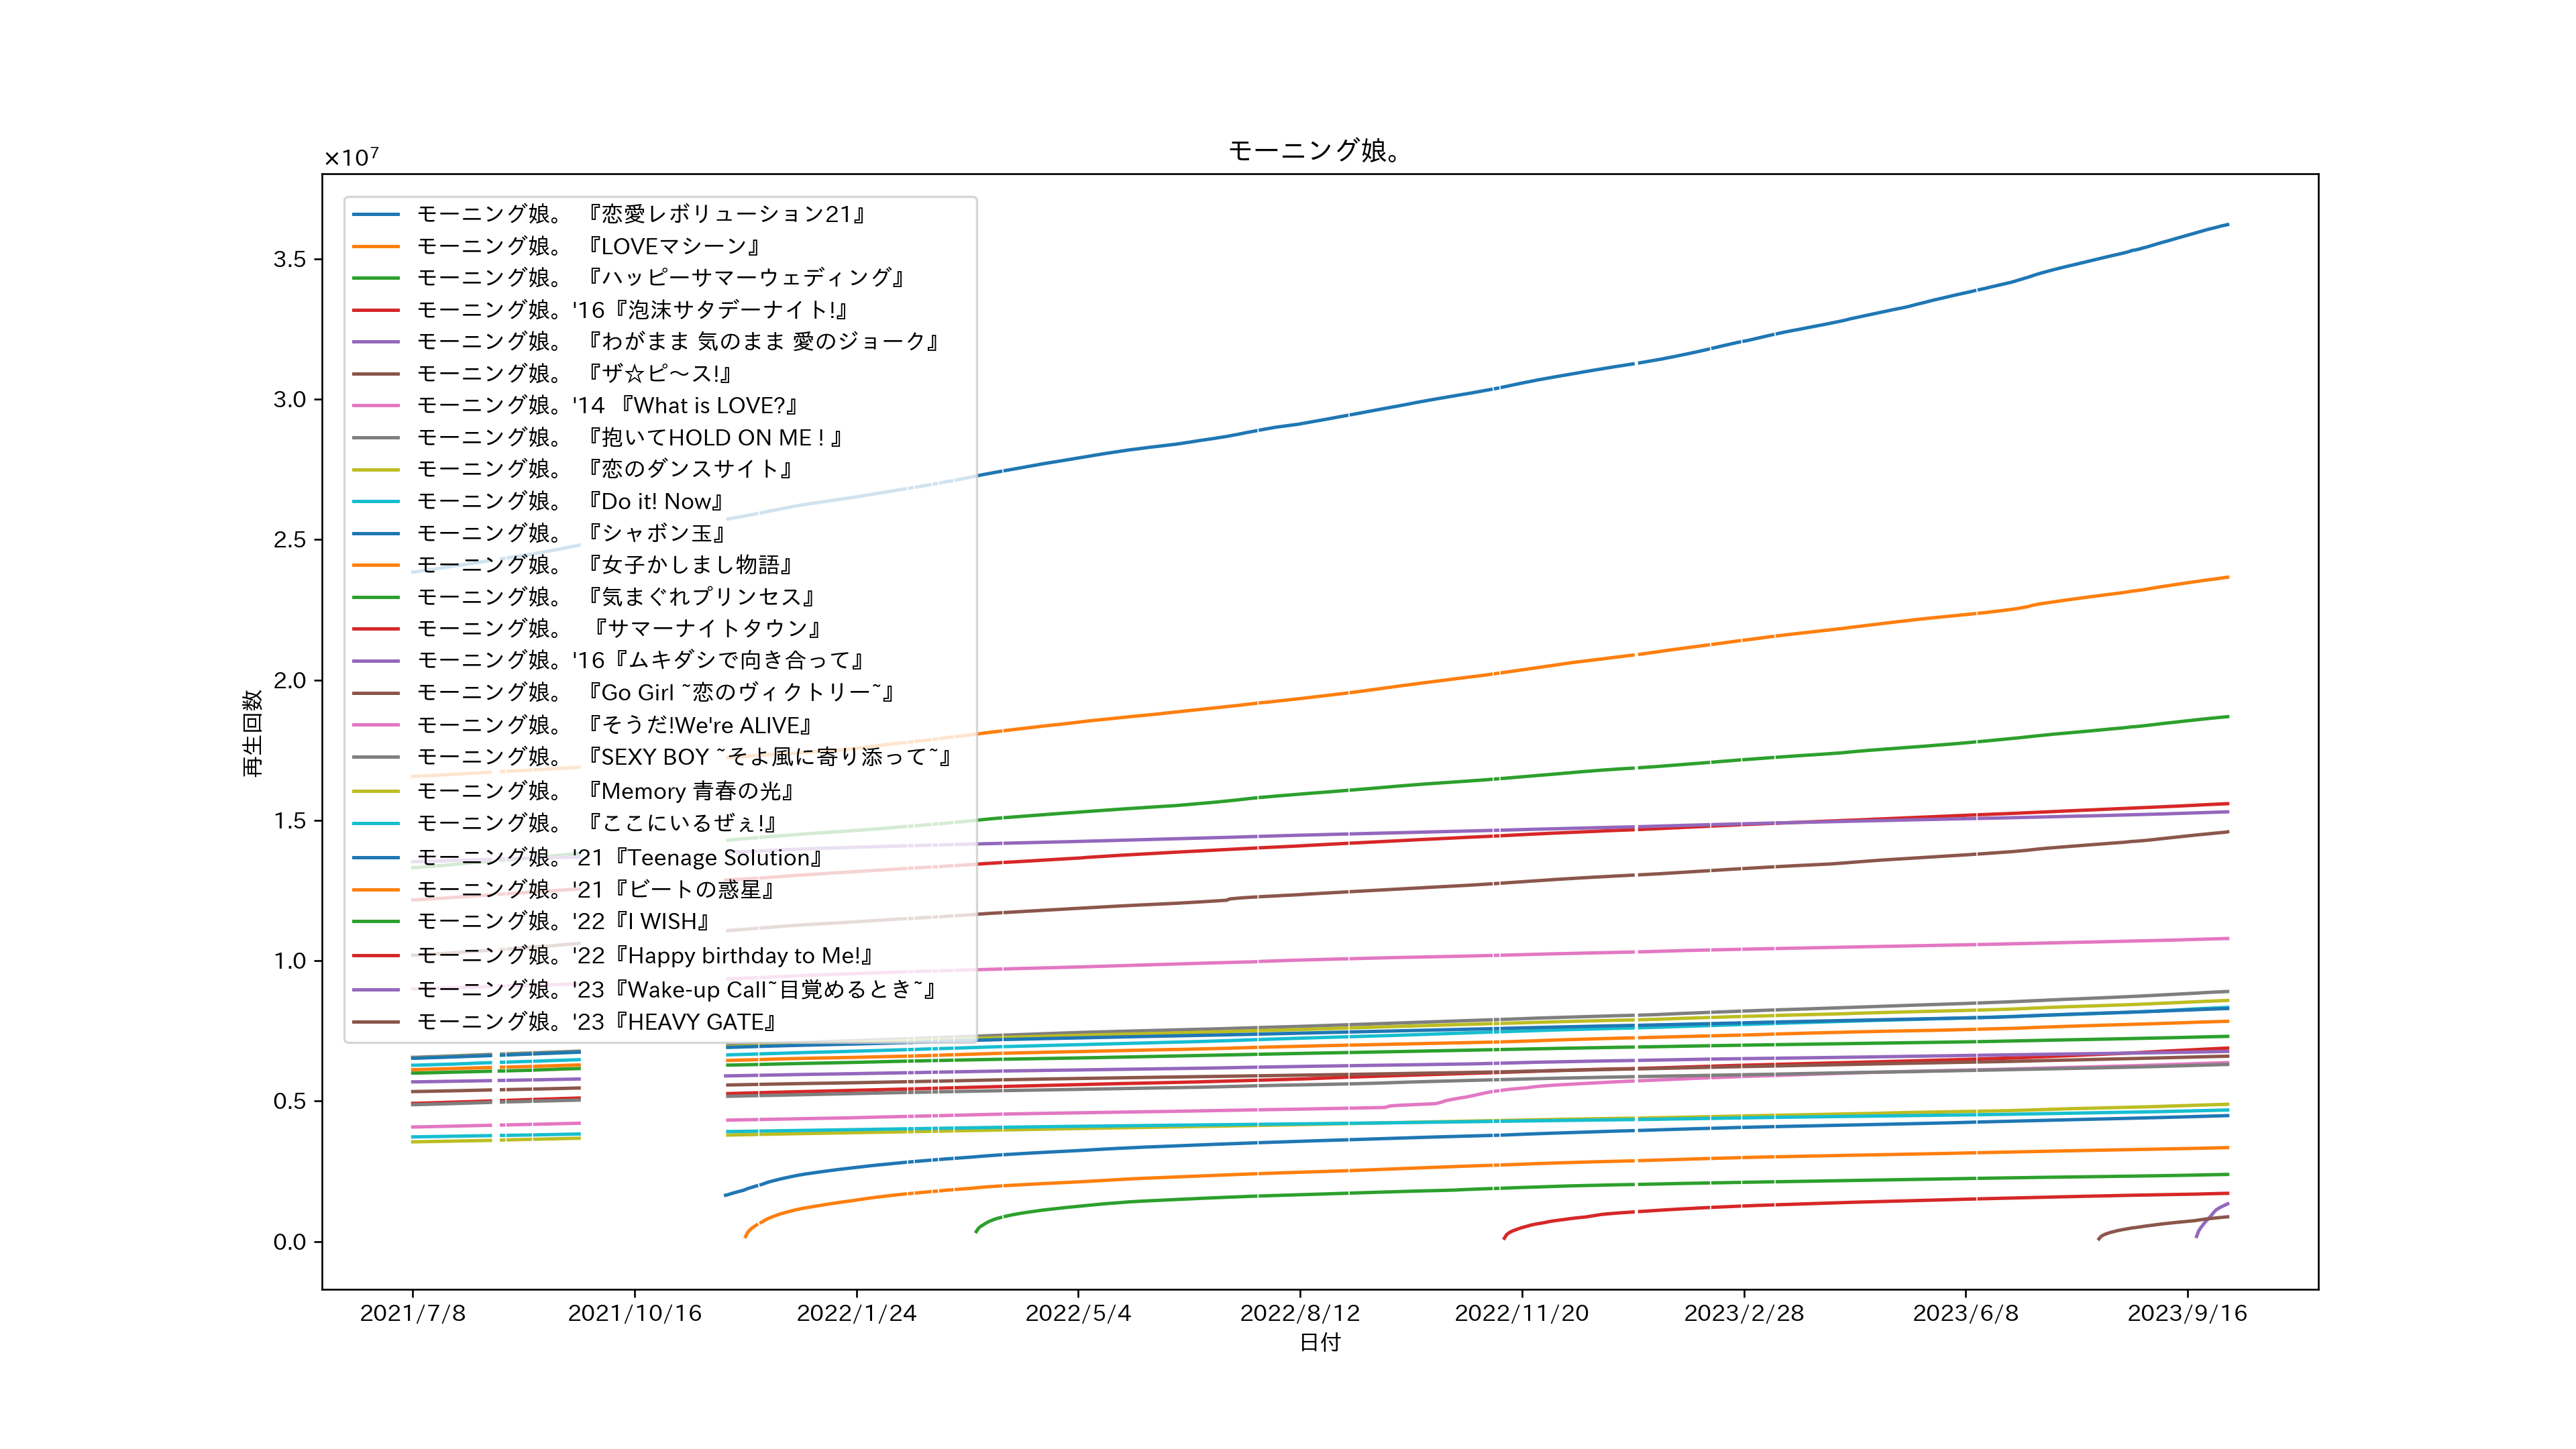 モーニング娘。
×10⁷
モーニング娘。 『恋愛レボリューション21』
モーニング娘。 『LOVEマシーン』
モーニング娘。 『ハッピーサマーウェディング』
モーニング娘。'16『泡沫サタデーナイト!』
モーニング娘。 『わがまま 気のまま 愛のジョーク』
モーニング娘。 『ザ☆ピ〜ス!』
モーニング娘。'14 『What is LOVE?』
モーニング娘。 『抱いてHOLD ON ME ! 』
モーニング娘。 『恋のダンスサイト』
モーニング娘。 『Do it! Now』
モーニング娘。 『シャボン玉』
モーニング娘。 『女子かしまし物語』
モーニング娘。 『気まぐれプリンセス』
モーニング娘。 『サマーナイトタウン』
モーニング娘。'16『ムキダシで向き合って』
モーニング娘。 『Go Girl ~恋のヴィクトリー~』
モーニング娘。 『そうだ!We're ALIVE』
モーニング娘。 『SEXY BOY ~そよ風に寄り添って~』
モーニング娘。 『Memory 青春の光』
モーニング娘。 『ここにいるぜぇ!』
モーニング娘。'21『Teenage Solution』
モーニング娘。'21『ビートの惑星』
モーニング娘。'22『I WISH』
モーニング娘。'22『Happy birthday to Me!』
モーニング娘。'23『Wake-up Call~目覚めるとき~』
モーニング娘。'23『HEAVY GATE』
3.5
3.0
2.5
2.0
1.5
1.0
0.5
0.0
再生回数
2021/7/8 2021/10/16 2022/1/24 2022/5/4 2022/8/12 2022/11/20 2023/2/28 2023/6/8 2023/9/16
日付